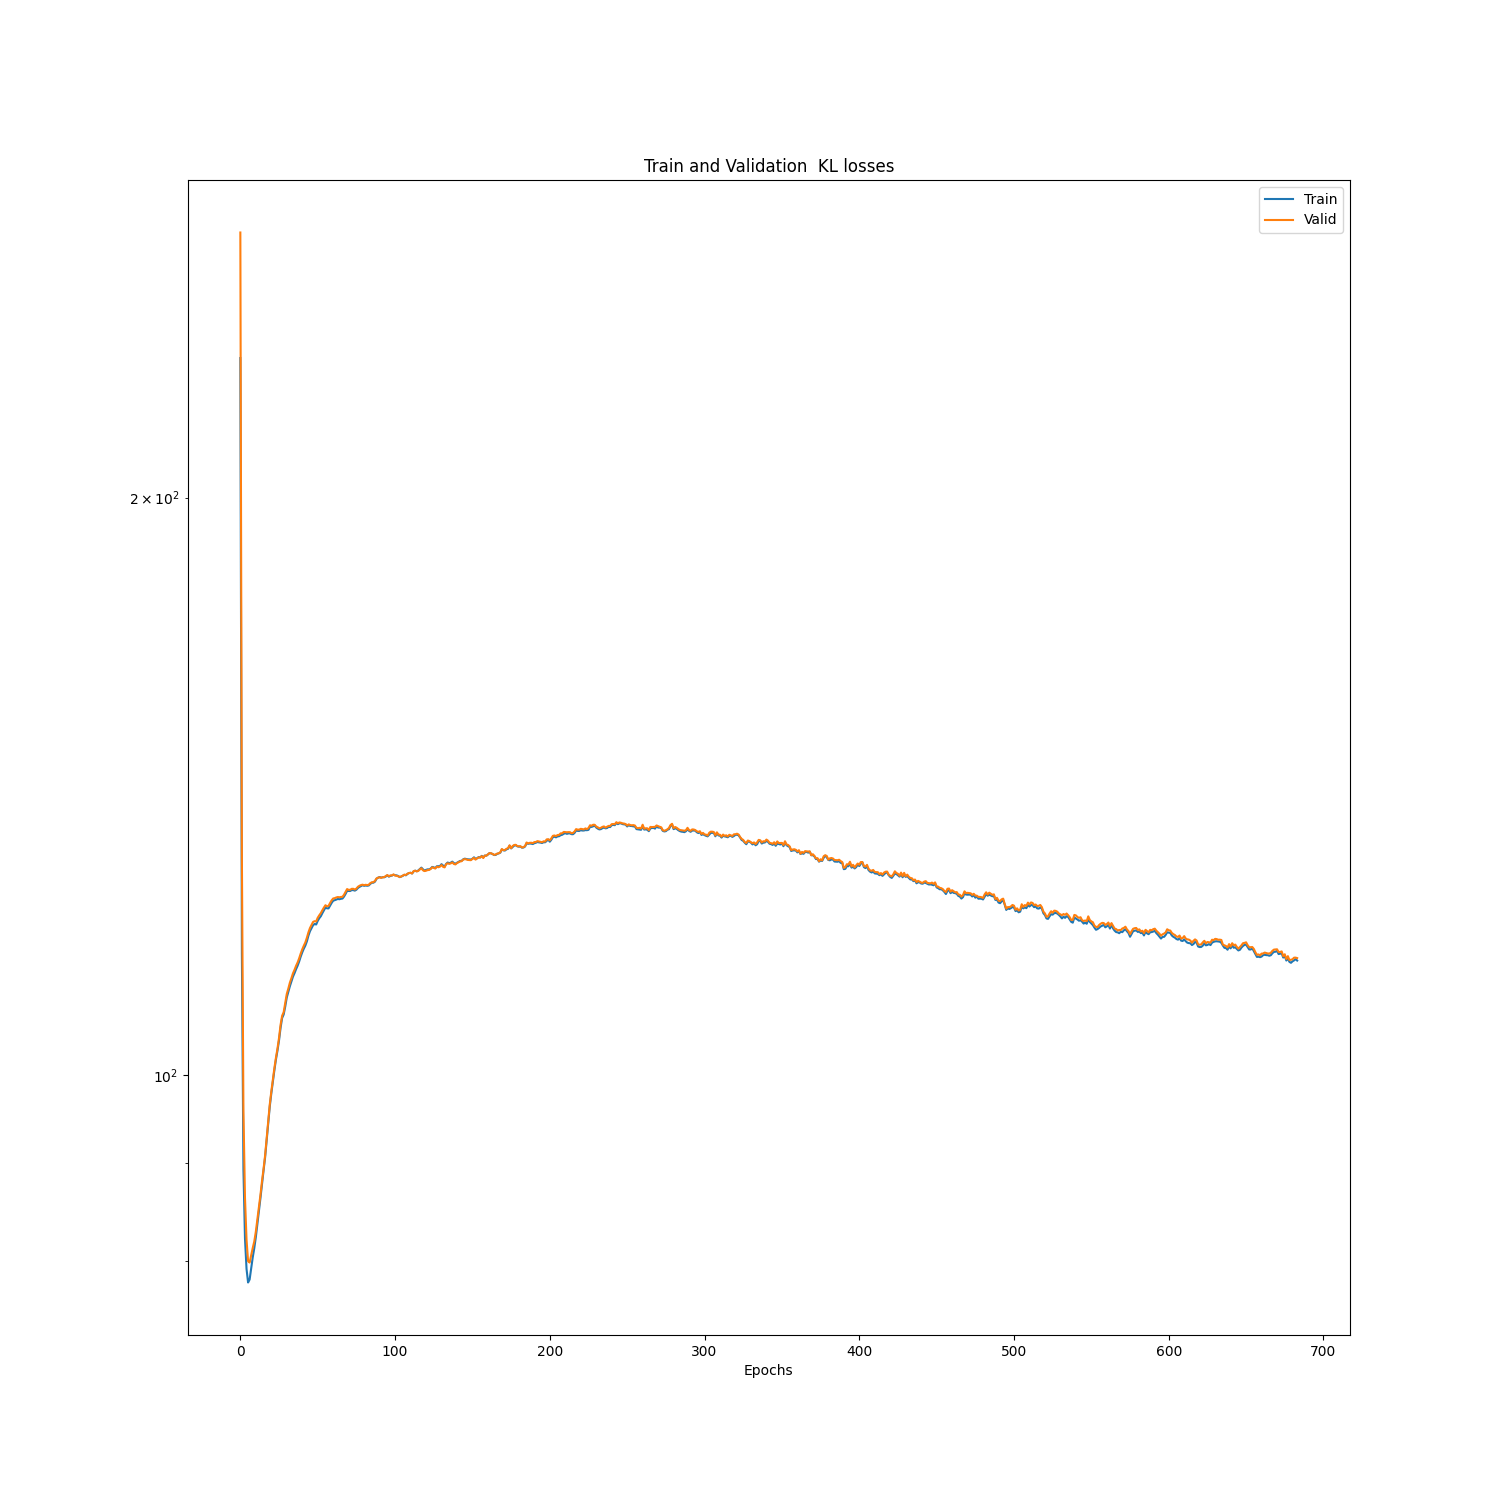 Train and Validation  KL losses
Train
Valid
2 × 10²
10²
0 100 200 300 400 500 600 700
Epochs